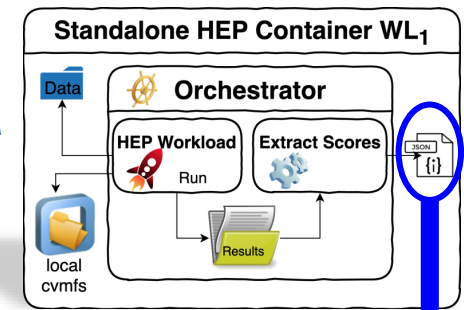 Standalone HEP Container WL1
Data
Orchestrator
HEP Workload
Run
Extract Scores
JSON
{;}
Results
local
cvmfs